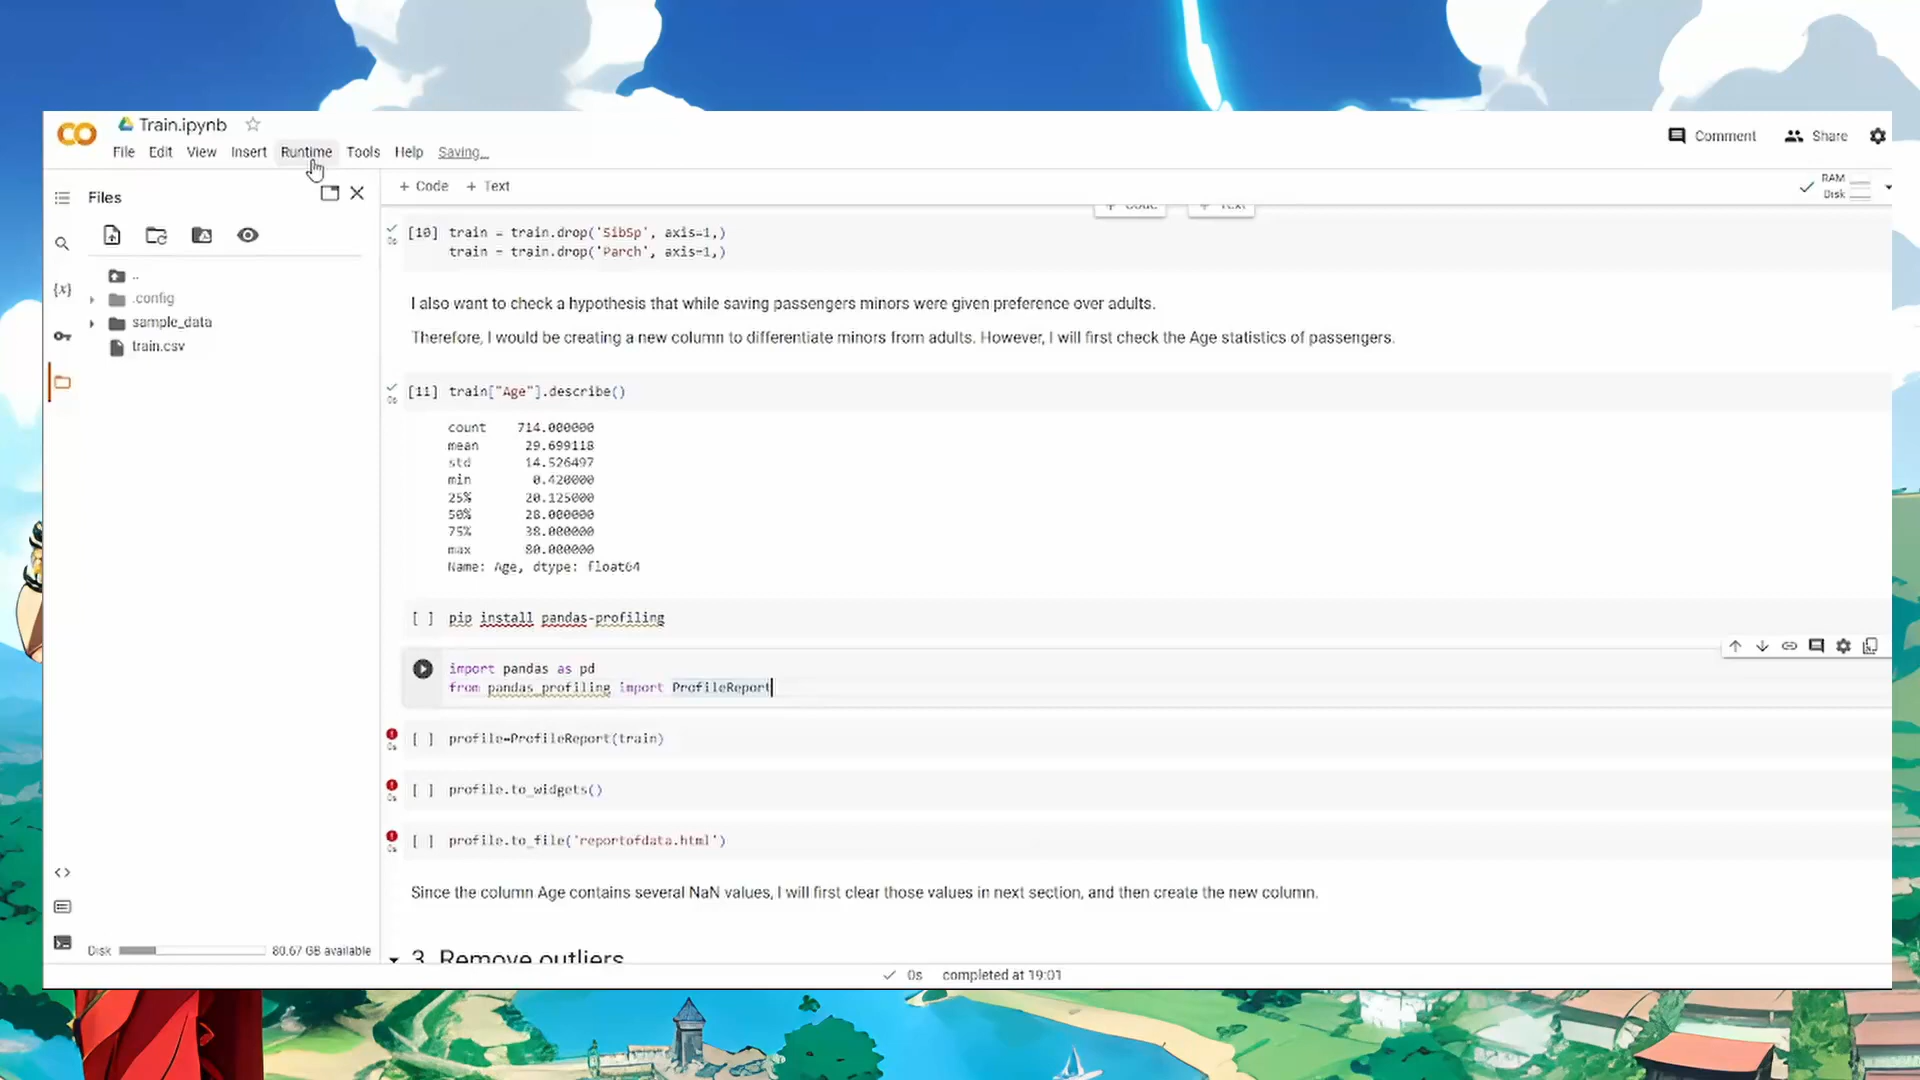 CO
Train.ipynb
File Edit View Insert Runtime Tools Help Saving...
Comment Share
Files
+ Code + Text
RAM
Disk
+ Code + Text
..
.config
sample_data
train.csv
{x}
[10] train = train.drop('SibSp', axis=1,)
train = train.drop('Parch', axis=1,)
0s
I also want to check a hypothesis that while saving passengers minors were given preference over adults.
Therefore, I would be creating a new column to differentiate minors from adults. However, I will first check the Age statistics of passengers.
[11] train["Age"].describe()
0s
count 714.000000
mean 29.699118
std 14.526497
min 0.420000
25% 20.125000
50% 28.000000
75% 38.000000
max 80.000000
Name: Age, dtype: float64
[ ] pip install pandas-profiling
import pandas as pd
from pandas_profiling import ProfileReport
[ ] profile=ProfileReport(train)
0s
[ ] profile.to_widgets()
0s
[ ] profile.to_file('reportofdata.html')
0s
Since the column Age contains several NaN values, I will first clear those values in next section, and then create the new column.
3. Remove outliers
Disk 80.67 GB available
0s completed at 19:01